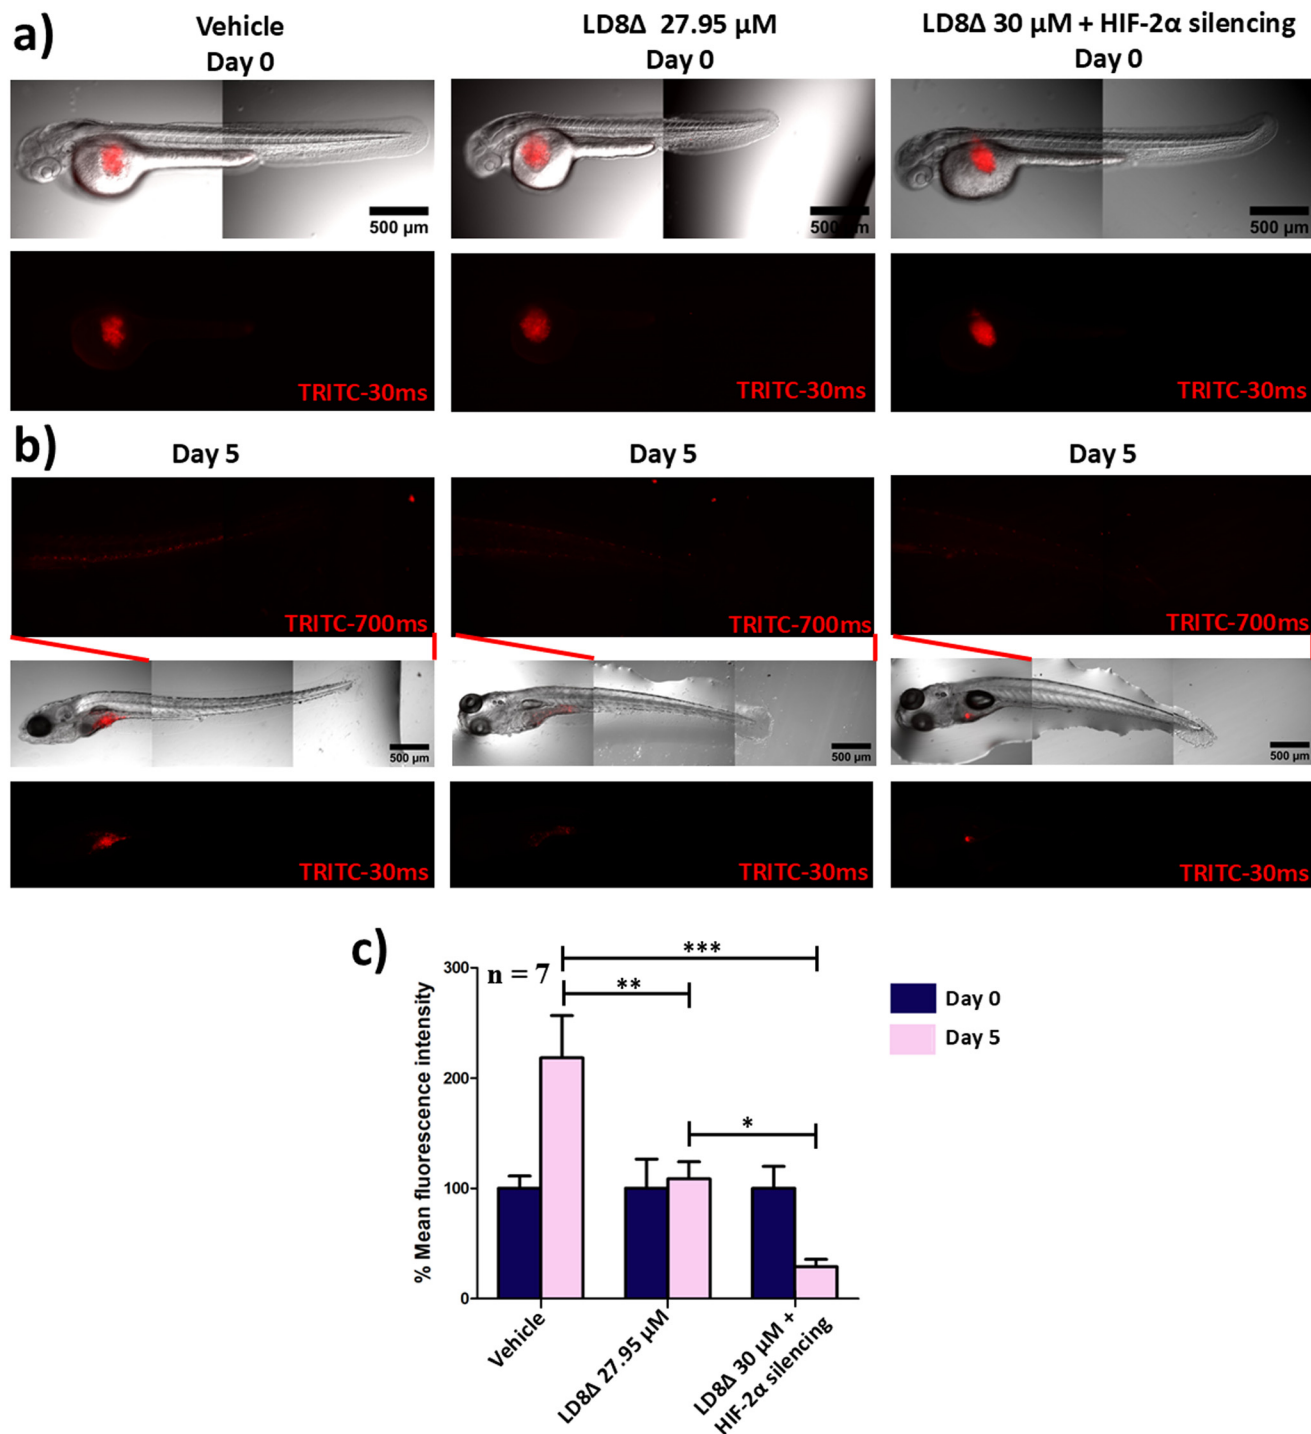 a)
Vehicle
Day 0
LD8Δ 27.95 μM
Day 0
LD8Δ 30 μM + HIF-2α silencing
Day 0
500 μm
500 μm
500 μm
TRITC-30ms
TRITC-30ms
TRITC-30ms
b)
Day 5
Day 5
Day 5
TRITC-700ms
TRITC-700ms
TRITC-700ms
500 μm
500 μm
500 μm
TRITC-30ms
TRITC-30ms
TRITC-30ms
c)
% Mean fluorescence intensity
300
200
100
0
n = 7
***
**
*
Day 0
Day 5
Vehicle
LD8Δ 27.95 μM
LD8Δ 30 μM +
HIF-2α silencing